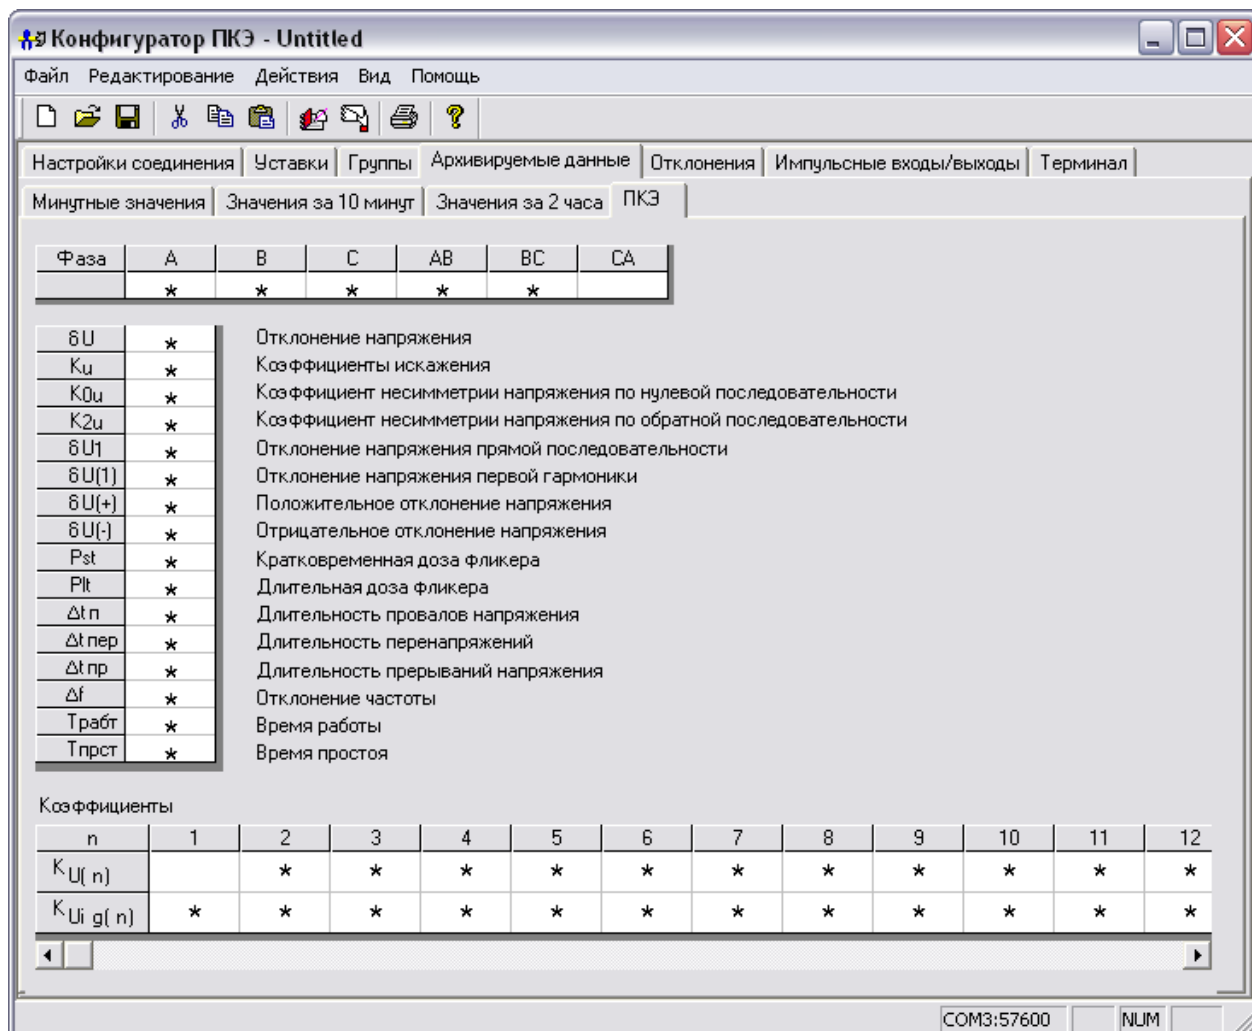 Конфигуратор ПКЭ - Untitled
Файл Редактирование Действия Вид Помощь
Настройки соединения Уставки Группы Архивируемые данные Отклонения Импульсные входы/выходы Терминал
Минутные значения Значения за 10 минут Значения за 2 часа ПКЭ
Фаза A B C AB BC CA
* * * * *
δU * Отклонение напряжения
Ku * Коэффициенты искажения
K0u * Коэффициент несимметрии напряжения по нулевой последовательности
K2u * Коэффициент несимметрии напряжения по обратной последовательности
δU1 * Отклонение напряжения прямой последовательности
δU(1) * Отклонение напряжения первой гармоники
δU(+) * Положительное отклонение напряжения
δU(-) * Отрицательное отклонение напряжения
Pst * Кратковременная доза фликера
Plt * Длительная доза фликера
Δt п * Длительность провалов напряжения
Δt пер * Длительность перенапряжений
Δt пр * Длительность прерываний напряжения
Δf * Отклонение частоты
Tрабт * Время работы
Tпрст * Время простоя
Коэффициенты
n 1 2 3 4 5 6 7 8 9 10 11 12
K U( n) * * * * * * * * * * *
K Ui g( n) * * * * * * * * * * * *
COM3:57600 NUM